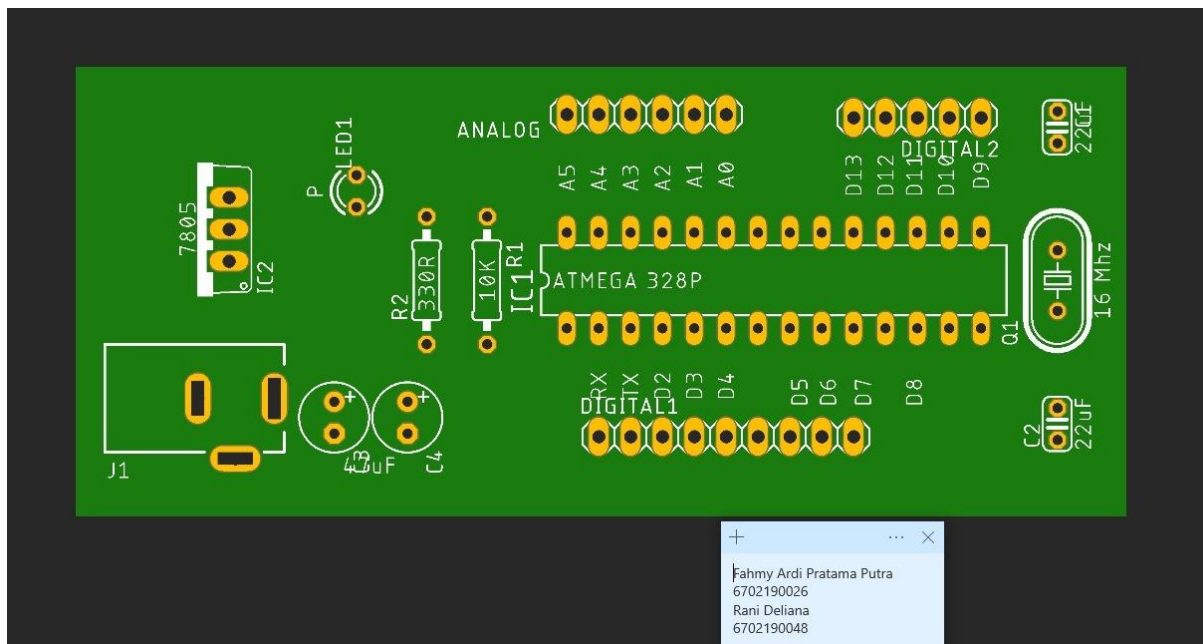 ANALOG
DIGITAL2
A5 A4 A3 A2 A1 A0
D13 D12 D11 D10 D9
LED1
P
7805
IC2
R2
330R
10K
R1
IC1
ATMEGA 328P
16 Mhz
Q1
RX TX D2 D3 D4 D5 D6 D7 D8
DIGITAL1
J1
C3
C4
C2
22uF
Fahmy Ardi Pratama Putra
6702190026
Rani Deliana
6702190048